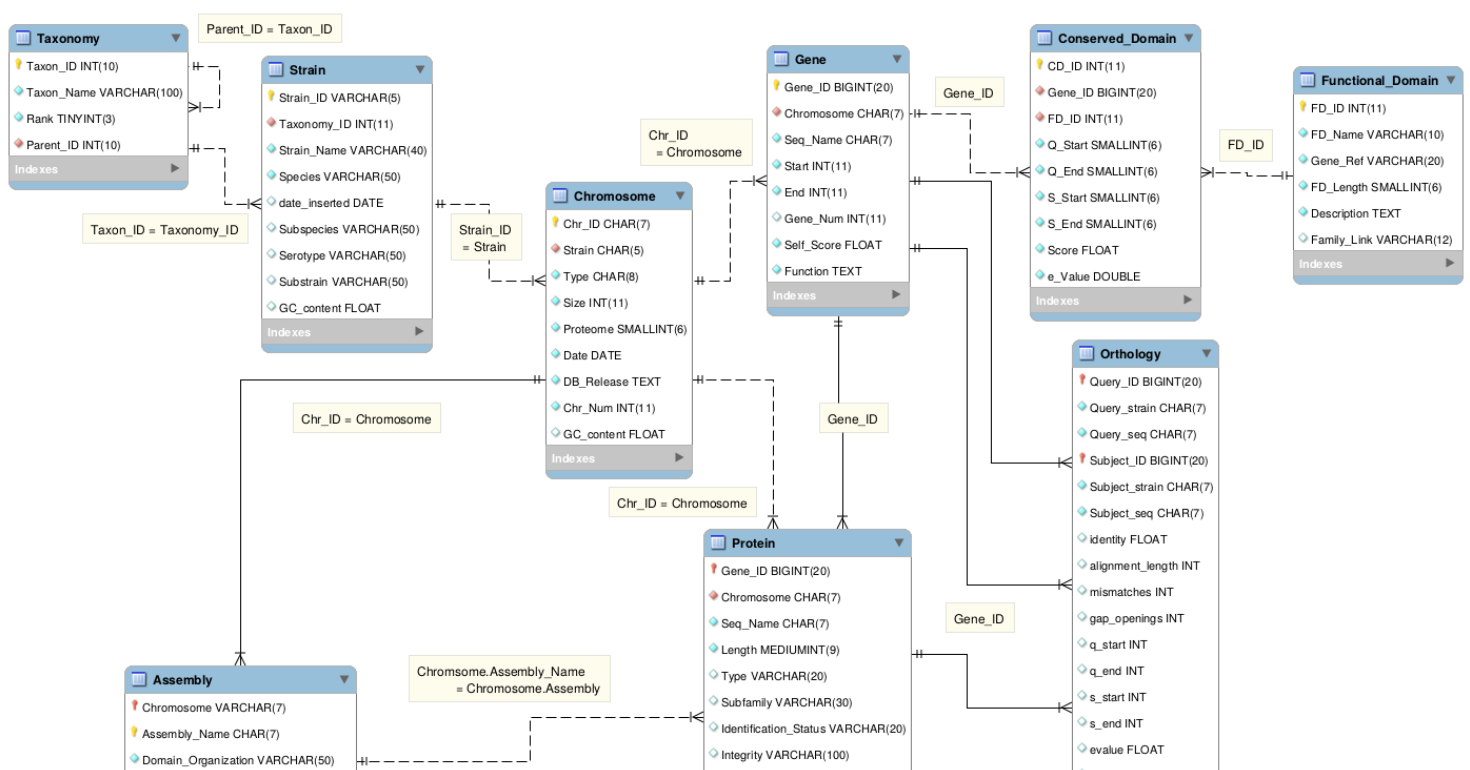 Taxonomy
Taxon_ID INT(10)
Taxon_Name VARCHAR(100)
Rank TINYINT(3)
Parent_ID INT(10)
Indexes
Parent_ID = Taxon_ID
Taxon_ID = Taxonomy_ID
Strain
Strain_ID VARCHAR(5)
Taxonomy_ID INT(11)
Strain_Name VARCHAR(40)
Species VARCHAR(50)
date_inserted DATE
Subspecies VARCHAR(50)
Serotype VARCHAR(50)
Substrain VARCHAR(50)
GC_content FLOAT
Indexes
Strain_ID
= Strain
Chromosome
Chr_ID CHAR(7)
Strain CHAR(5)
Type CHAR(8)
Size INT(11)
Proteome SMALLINT(6)
Date DATE
DB_Release TEXT
Chr_Num INT(11)
GC_content FLOAT
Indexes
Chr_ID
= Chromosome
Gene
Gene_ID BIGINT(20)
Chromosome CHAR(7)
Seq_Name CHAR(7)
Start INT(11)
End INT(11)
Gene_Num INT(11)
Self_Score FLOAT
Function TEXT
Indexes
Gene_ID
Conserved_Domain
CD_ID INT(11)
Gene_ID BIGINT(20)
FD_ID INT(11)
Q_Start SMALLINT(6)
Q_End SMALLINT(6)
S_Start SMALLINT(6)
S_End SMALLINT(6)
Score FLOAT
e_Value DOUBLE
Indexes
FD_ID
Functional_Domain
FD_ID INT(11)
FD_Name VARCHAR(10)
Gene_Ref VARCHAR(20)
FD_Length SMALLINT(6)
Description TEXT
Family_Link VARCHAR(12)
Indexes
Chr_ID = Chromosome
Chr_ID = Chromosome
Gene_ID
Orthology
Query_ID BIGINT(20)
Query_strain CHAR(7)
Query_seq CHAR(7)
Subject_ID BIGINT(20)
Subject_strain CHAR(7)
Subject_seq CHAR(7)
identity FLOAT
alignment_length INT
mismatches INT
gap_openings INT
q_start INT
q_end INT
s_start INT
s_end INT
evalue FLOAT
Protein
Gene_ID BIGINT(20)
Chromosome CHAR(7)
Seq_Name CHAR(7)
Length MEDIUMINT(9)
Type VARCHAR(20)
Subfamily VARCHAR(30)
Identification_Status VARCHAR(20)
Integrity VARCHAR(100)
Gene_ID
Chromsome.Assembly_Name
= Chromosome.Assembly
Assembly
Chromosome VARCHAR(7)
Assembly_Name CHAR(7)
Domain_Organization VARCHAR(50)